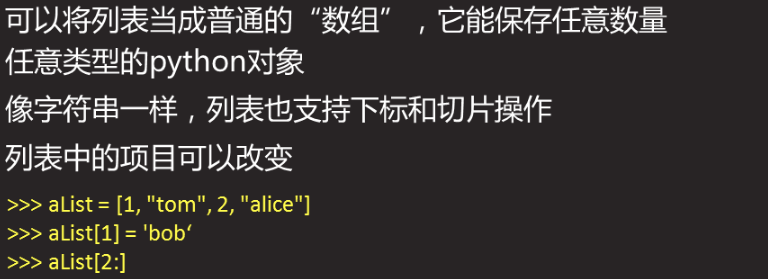 可以将列表当成普通的“数组”，它能保存任意数量
任意类型的python对象
像字符串一样，列表也支持下标和切片操作
列表中的项目可以改变
>>> aList = [1, "tom", 2, "alice"]
>>> aList[1] = 'bob‘
>>> aList[2:]